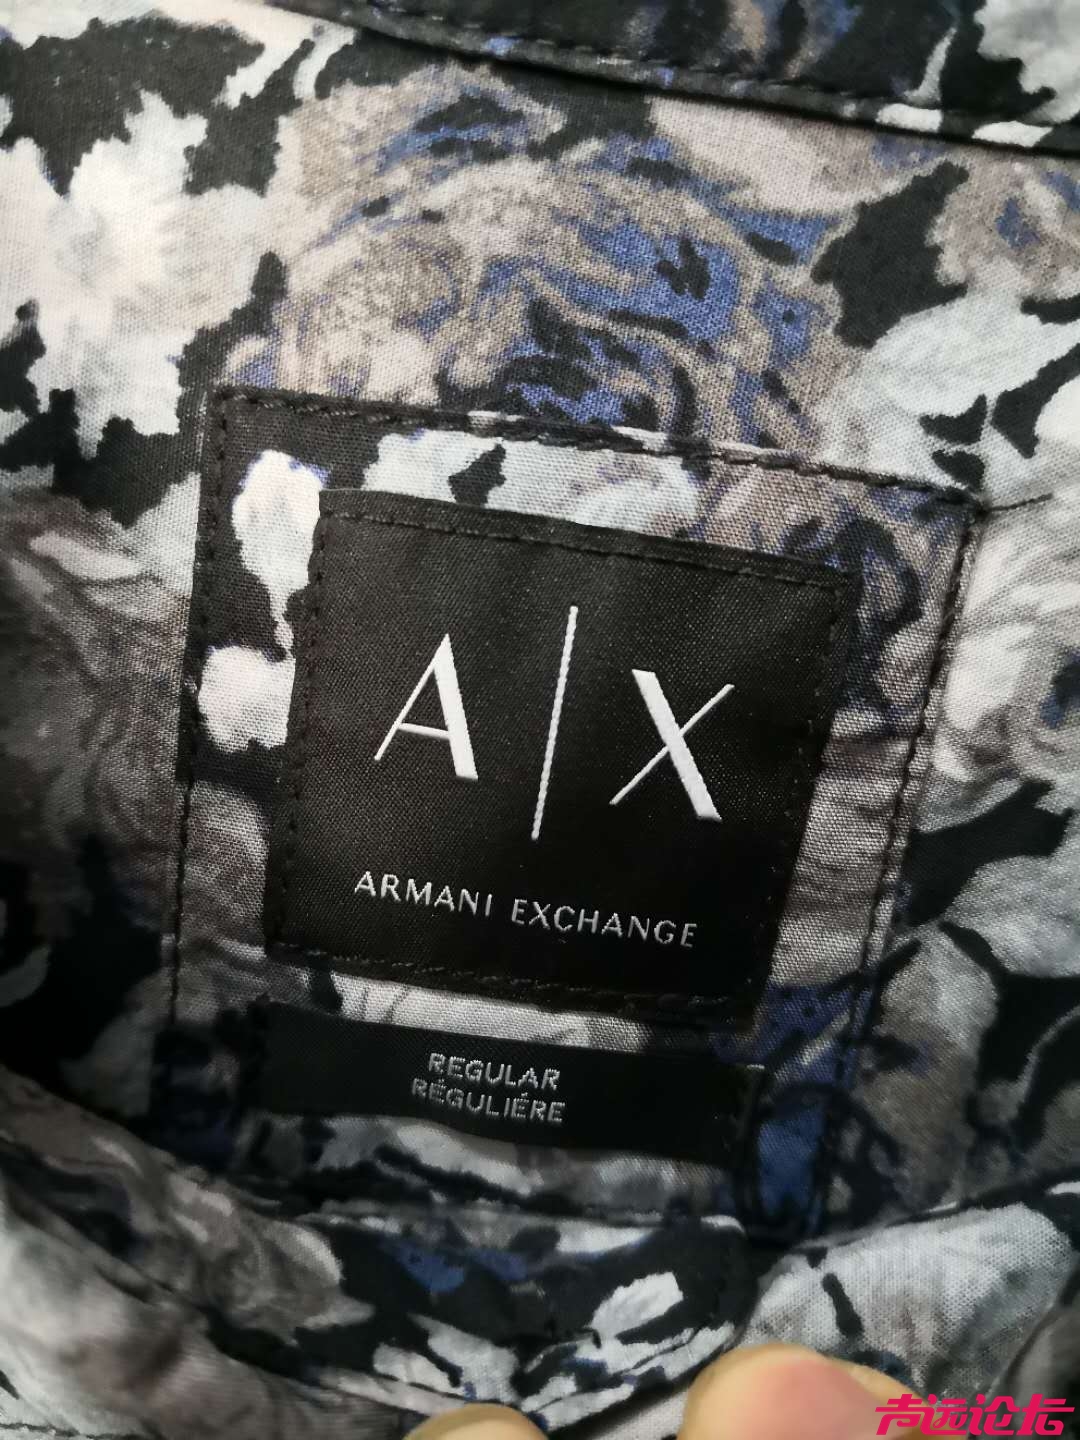 A|X
ARMANI EXCHANGE
REGULAR
RÉGULIÉRE
声远论坛